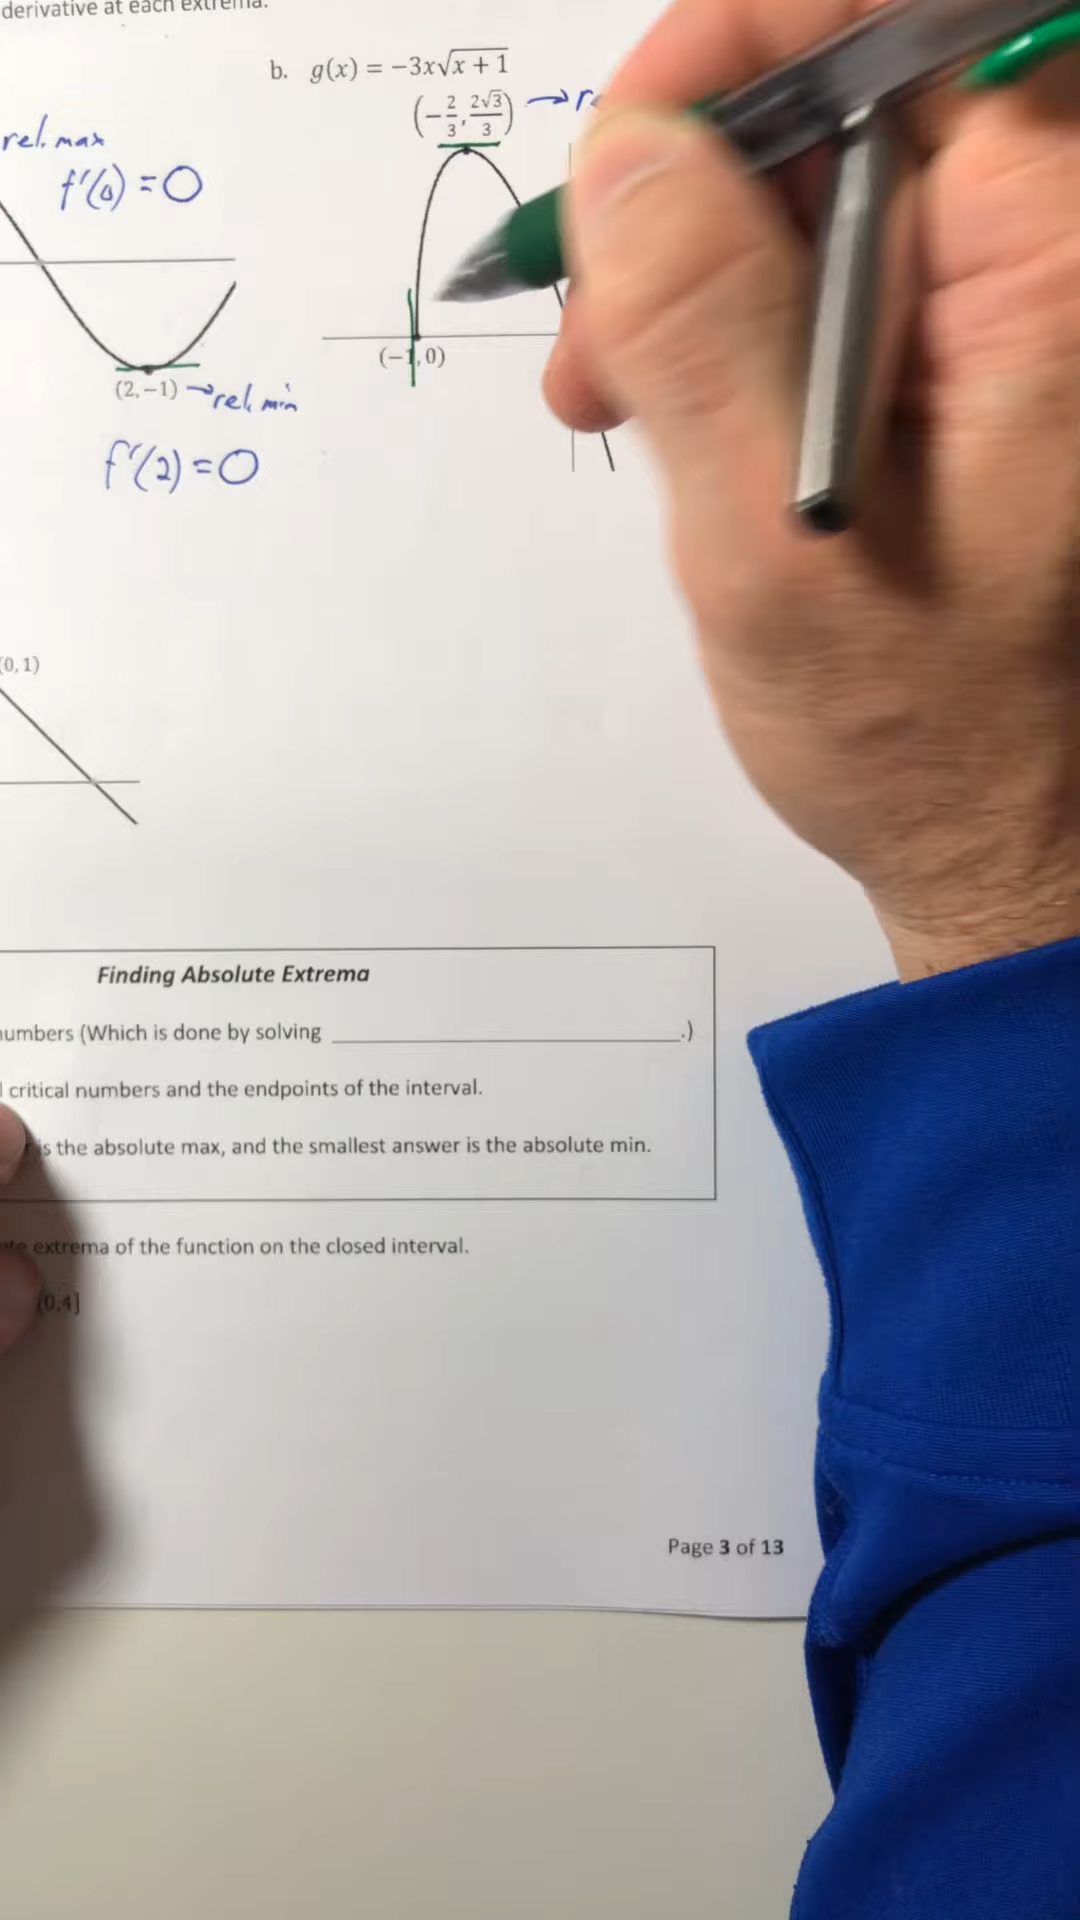 derivative at each extrema.
b. g(x) = −3x√x + 1
(−2/3, 2√3/3) →
rel. max
f'(0) = 0
(−1, 0)
(2, −1) → rel. min
f'(2) = 0
(0, 1)
Finding Absolute Extrema
numbers (Which is done by solving ____________________.)
critical numbers and the endpoints of the interval.
is the absolute max, and the smallest answer is the absolute min.
extrema of the function on the closed interval.
(0,4]
Page 3 of 13